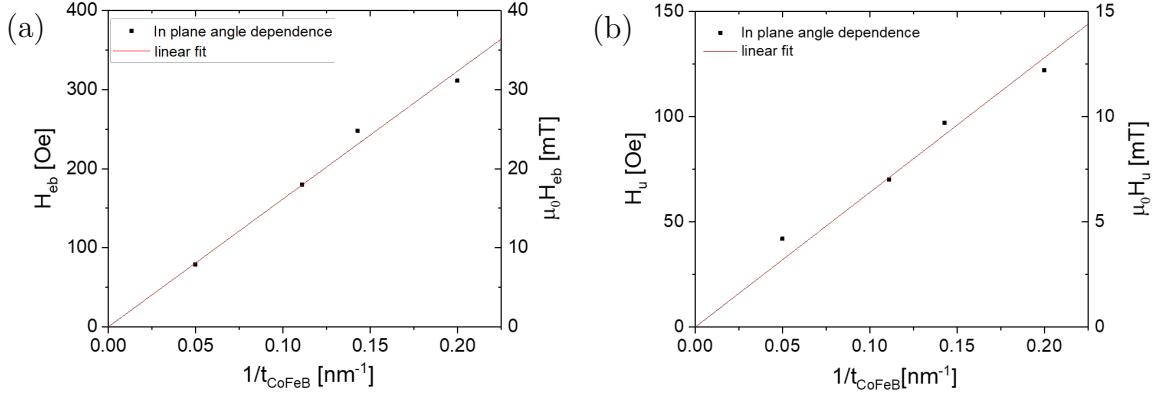 (a)
In plane angle dependence
linear fit
400
300
200
100
0
H_eb [Oe]
40
30
20
10
0
μ₀H_eb [mT]
0.00 0.05 0.10 0.15 0.20
1/t_CoFeB [nm⁻¹]
(b)
In plane angle dependence
linear fit
150
100
50
0
H_u [Oe]
15
10
5
0
μ₀H_u [mT]
0.00 0.05 0.10 0.15 0.20
1/t_CoFeB[nm⁻¹]